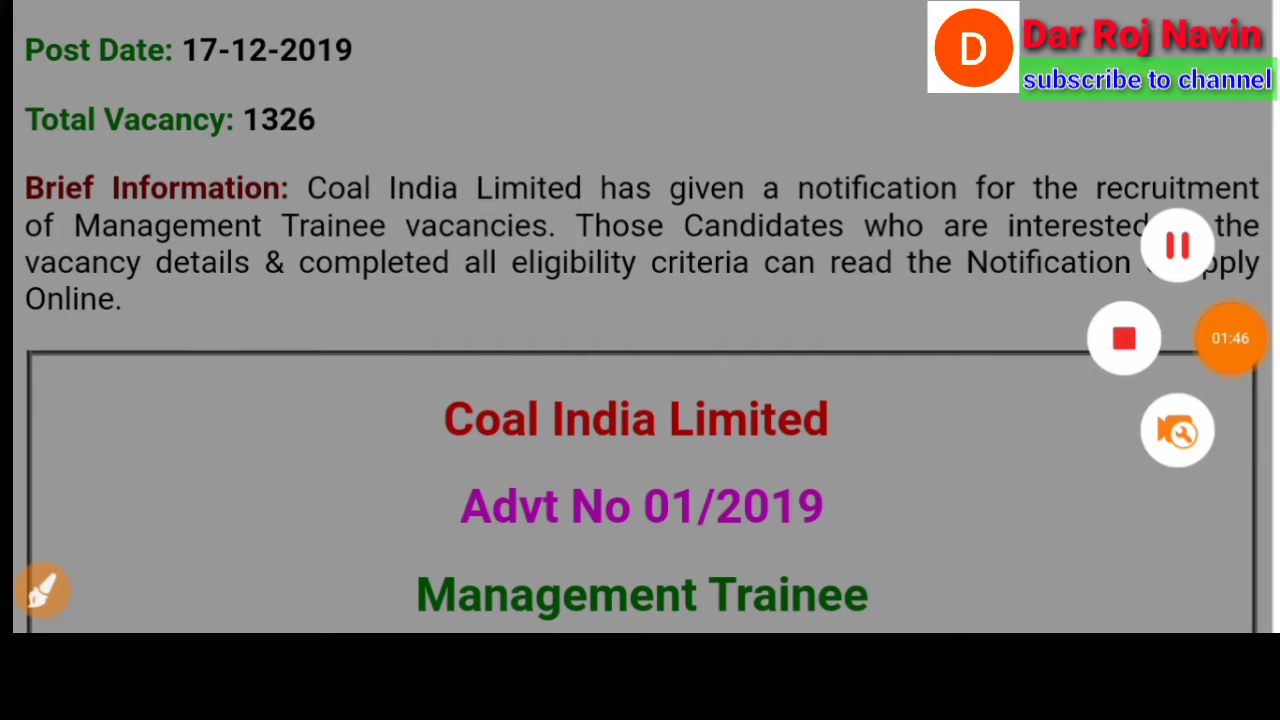 Post Date: 17-12-2019
D
Dar Roj Navin
subscribe to channel
Total Vacancy: 1326
Brief Information: Coal India Limited has given a notification for the recruitment
of Management Trainee vacancies. Those Candidates who are interested the
vacancy details & completed all eligibility criteria can read the Notification
Online.
01:46
Coal India Limited
Advt No 01/2019
Management Trainee